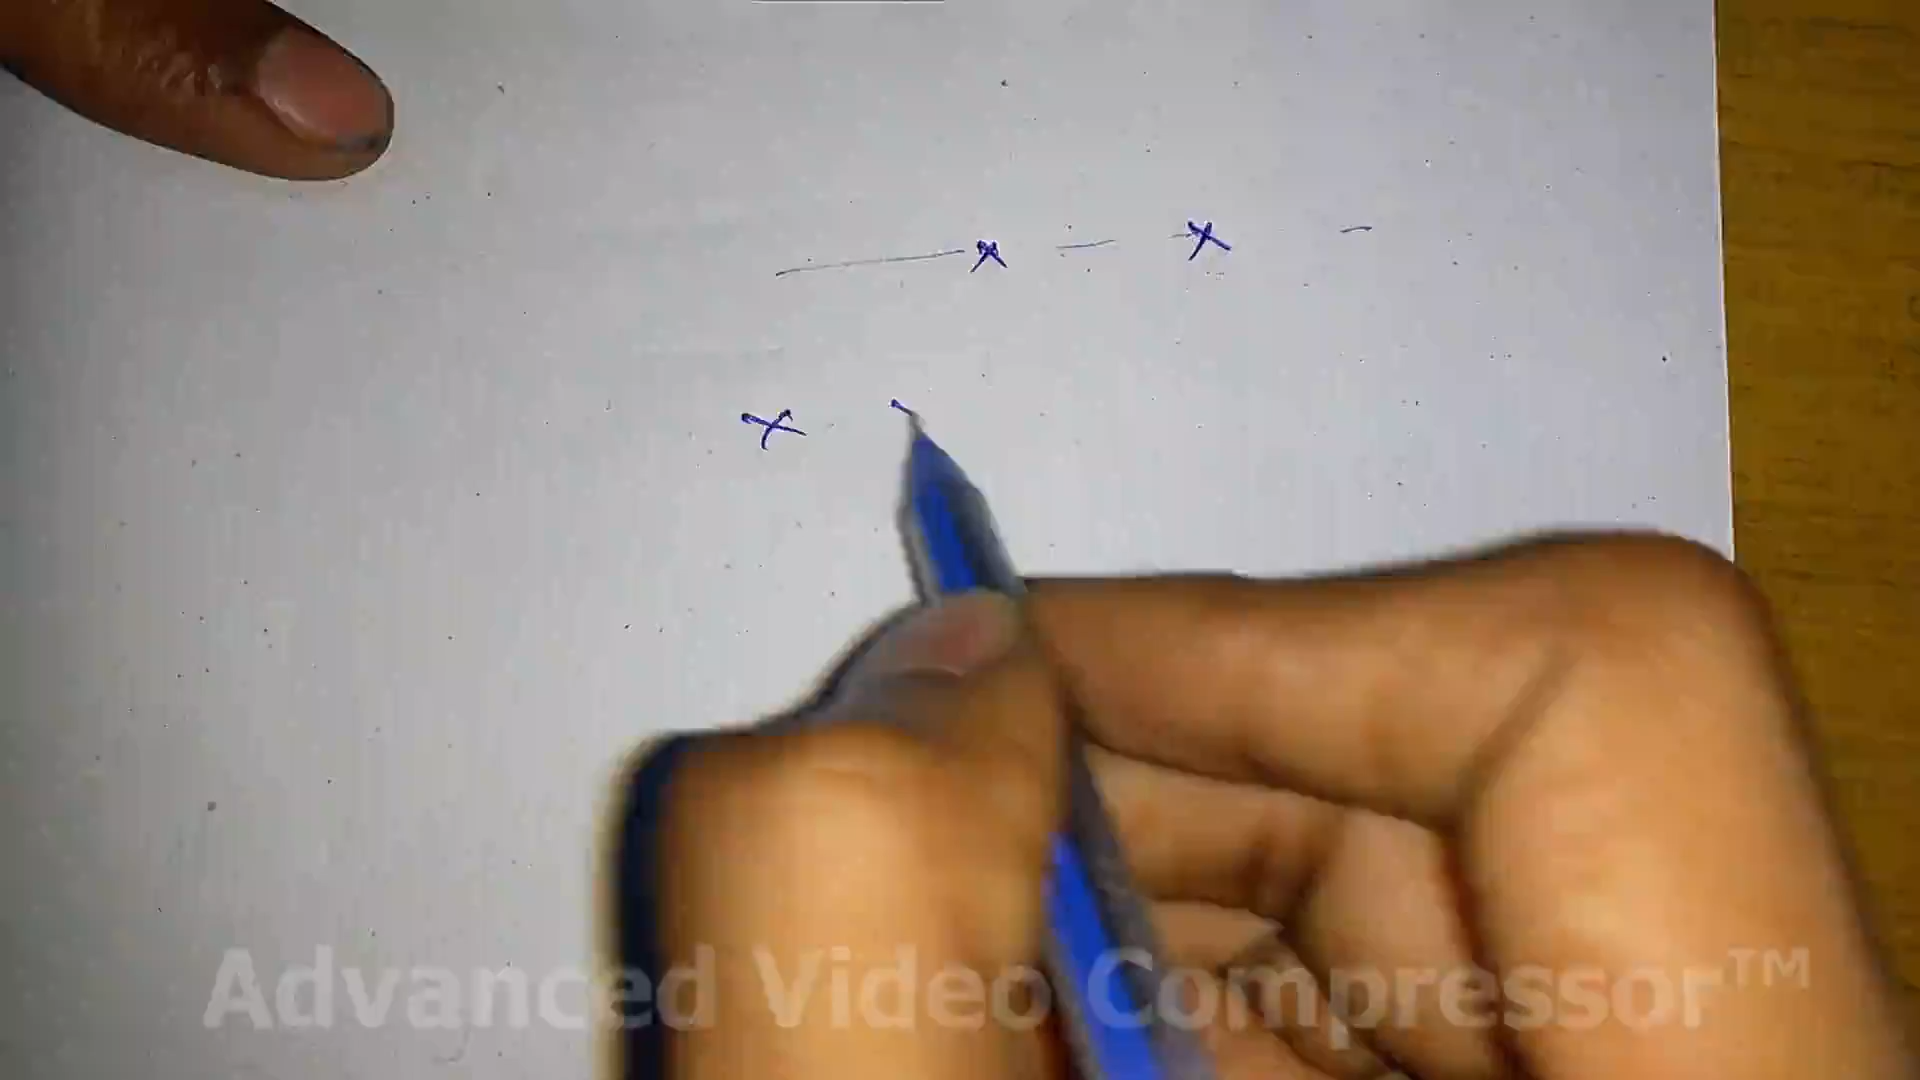 — x — x -
x
Advanced Video Compressor™